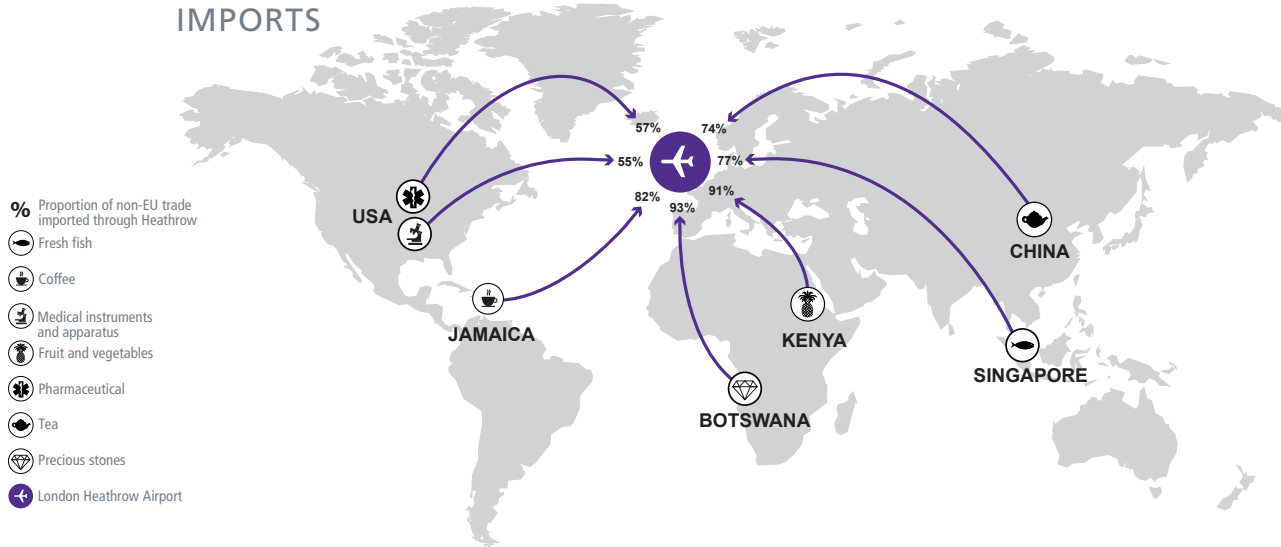 IMPORTS
57%
74%
55%
77%
82%
91%
93%
USA
CHINA
JAMAICA
KENYA
SINGAPORE
BOTSWANA
% Proportion of non-EU trade
imported through Heathrow
Fresh fish
Coffee
Medical instruments
and apparatus
Fruit and vegetables
Pharmaceutical
Tea
Precious stones
London Heathrow Airport